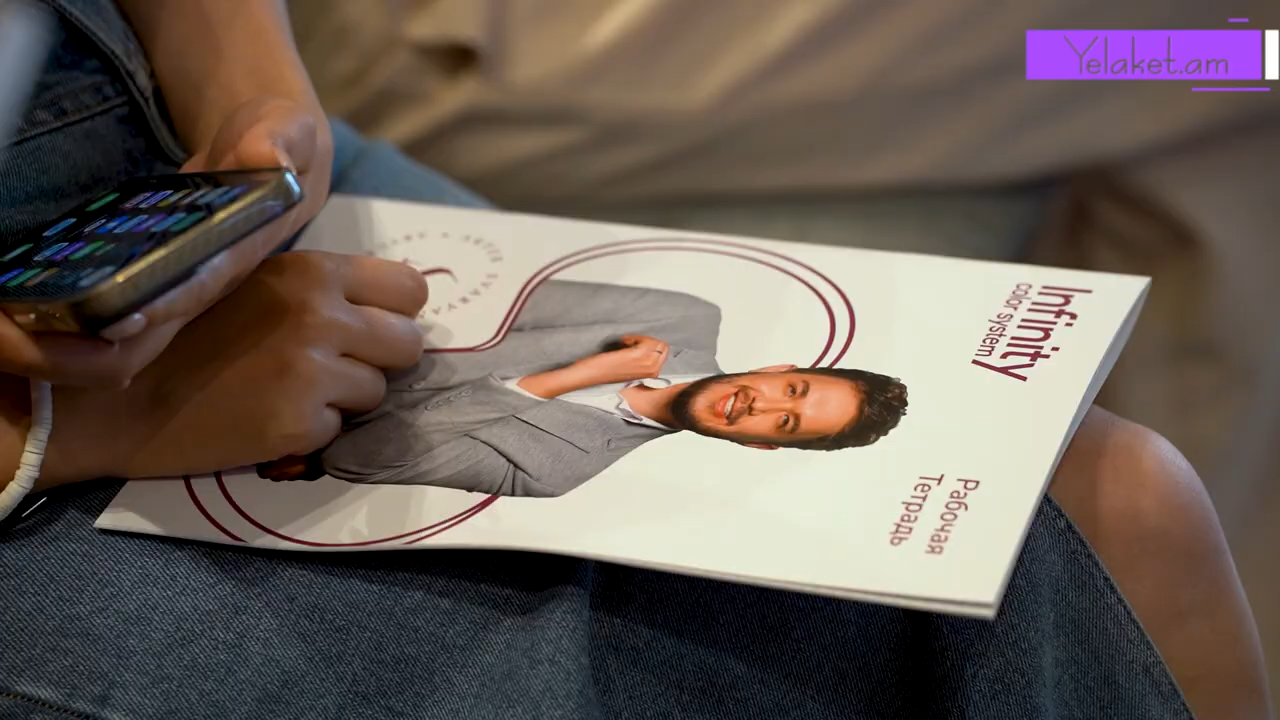 Yelaket.am
Infinity
color system
Рабочая
Тетрадь